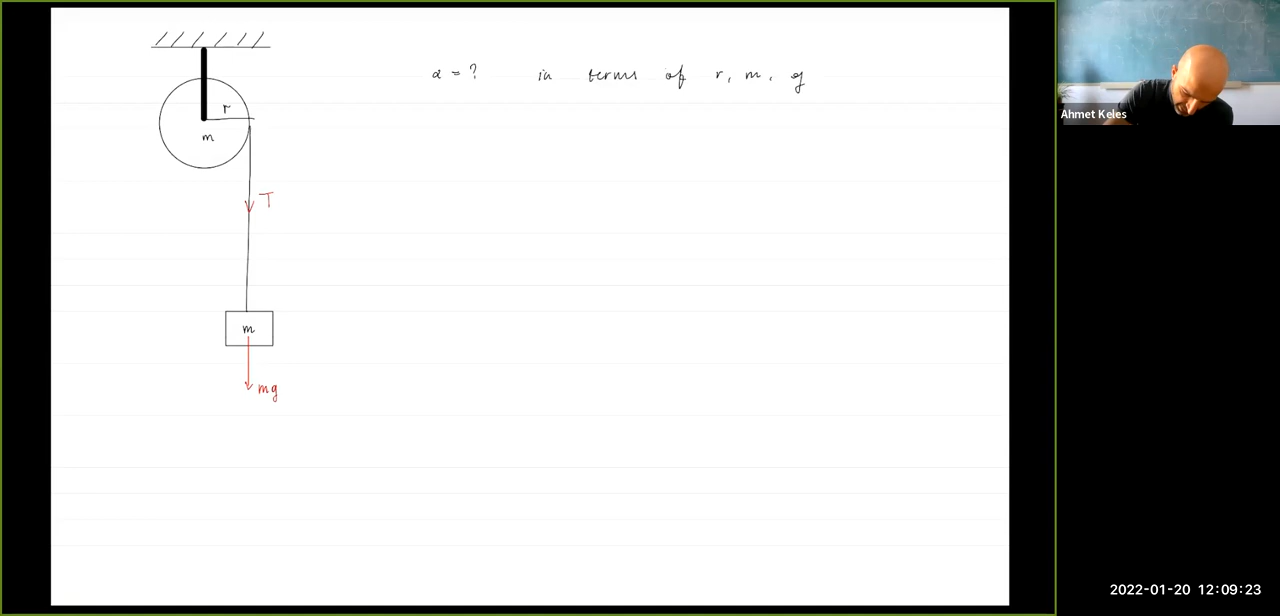 α = ? in terms of r, m, g
r
m
T
m
mg
Ahmet Keles
2022-01-20 12:09:23